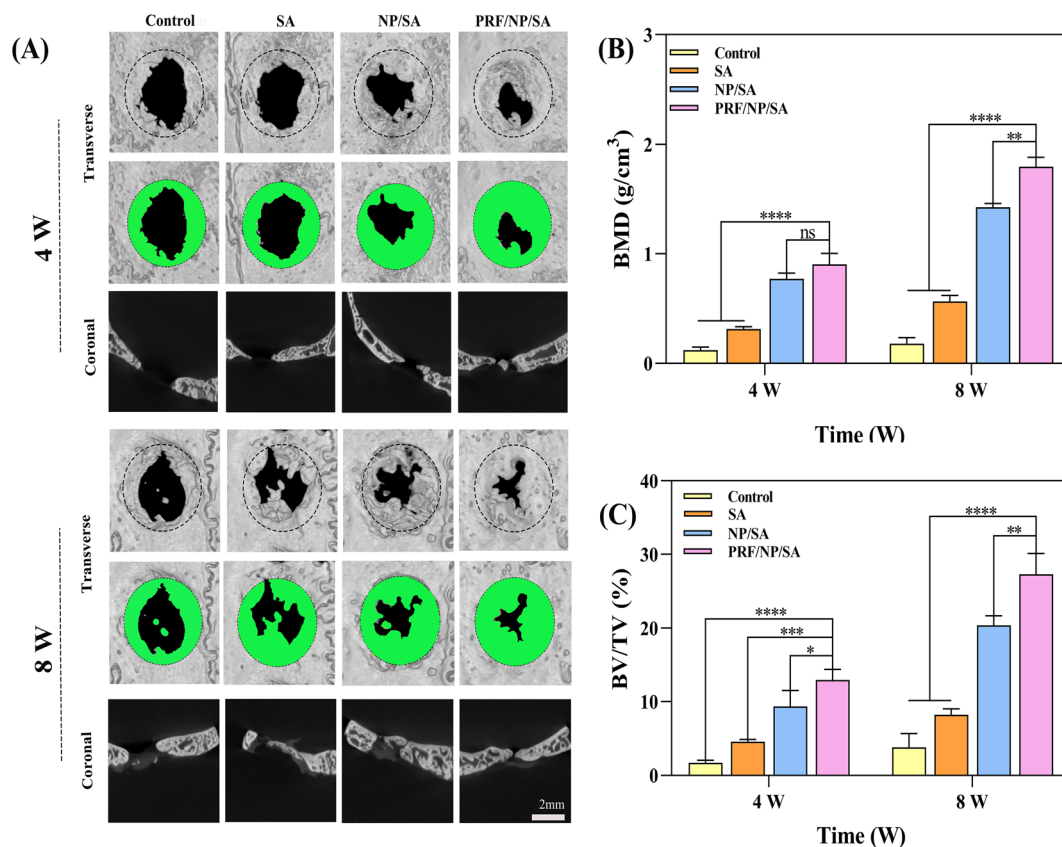 (A)
Control SA NP/SA PRF/NP/SA
4 W
Transverse
Coronal
8 W
Transverse
Coronal
2mm
(B)
BMD (g/cm³)
3
2
1
0
Control
SA
NP/SA
PRF/NP/SA
****
ns
****
**
4 W 8 W
Time (W)
(C)
BV/TV (%)
40
30
20
10
0
Control
SA
NP/SA
PRF/NP/SA
****
***
*
****
**
4 W 8 W
Time (W)